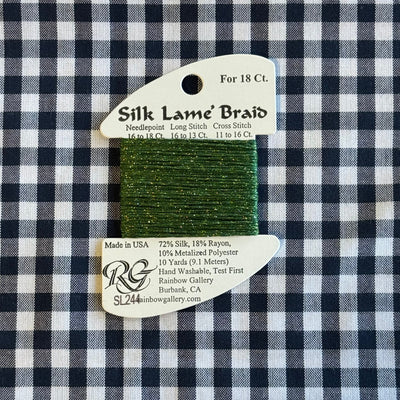 For 18 Ct.
Silk Lame' Braid
Needlepoint Long Stitch Cross Stitch
16 to 18 Ct. 16 to 13 Ct. 11 to 16 Ct.
Made in USA
RG
SL244
72% Silk, 18% Rayon,
10% Metalized Polyester
10 Yards (9.1 Meters)
Hand Washable, Test First
Rainbow Gallery
Burbank, CA
rainbowgallery.com